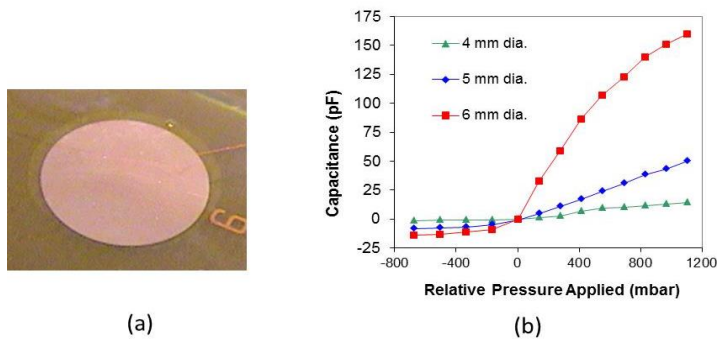 6
(a)
175
150
125
100
75
50
25
0
-25
Capacitance (pF)
4 mm dia.
5 mm dia.
6 mm dia.
-800 -400 0 400 800 1200
Relative Pressure Applied (mbar)
(b)